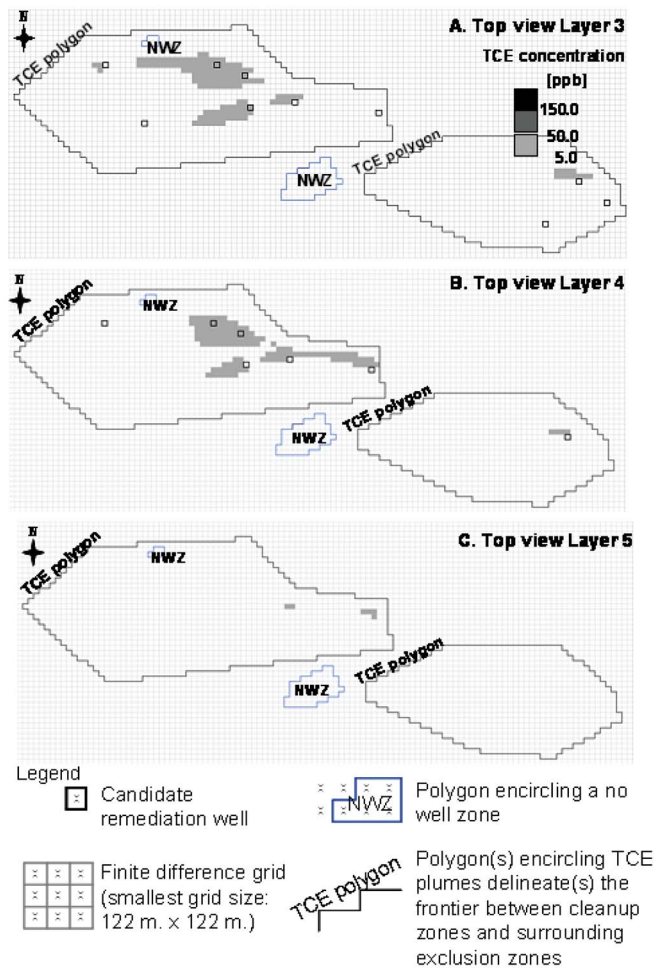 N
A. Top view Layer 3
TCE polygon
NWZ
TCE concentration
[ppb]
150.0
50.0
5.0
TCE polygon
NWZ
N
B. Top view Layer 4
TCE polygon
NWZ
TCE polygon
NWZ
N
C. Top view Layer 5
TCE polygon
NWZ
TCE polygon
NWZ
Legend
Candidate
remediation well
NWZ
Polygon encircling a no
well zone
Finite difference grid
(smallest grid size:
122 m. x 122 m.)
TCE polygon
Polygon(s) encircling TCE
plumes delineate(s) the
frontier between cleanup
zones and surrounding
exclusion zones